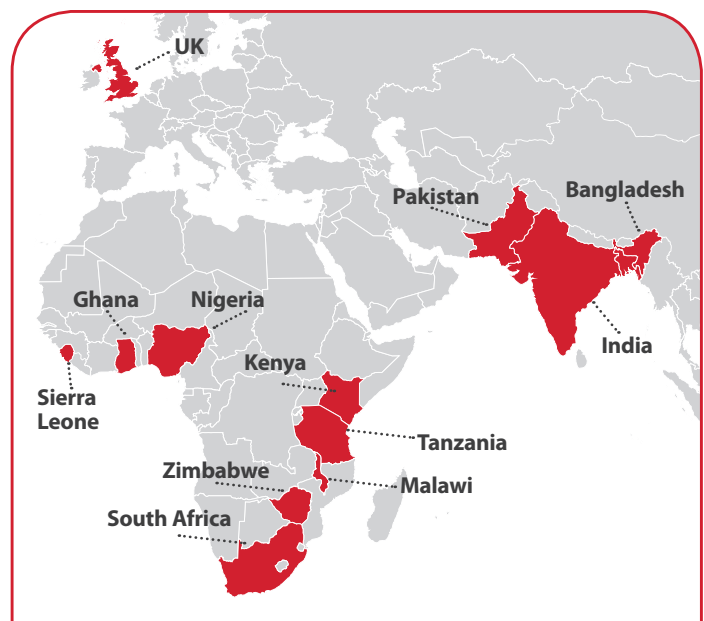 UK
Bangladesh
Pakistan
Ghana
Nigeria
India
Kenya
Sierra
Leone
Tanzania
Zimbabwe
Malawi
South Africa